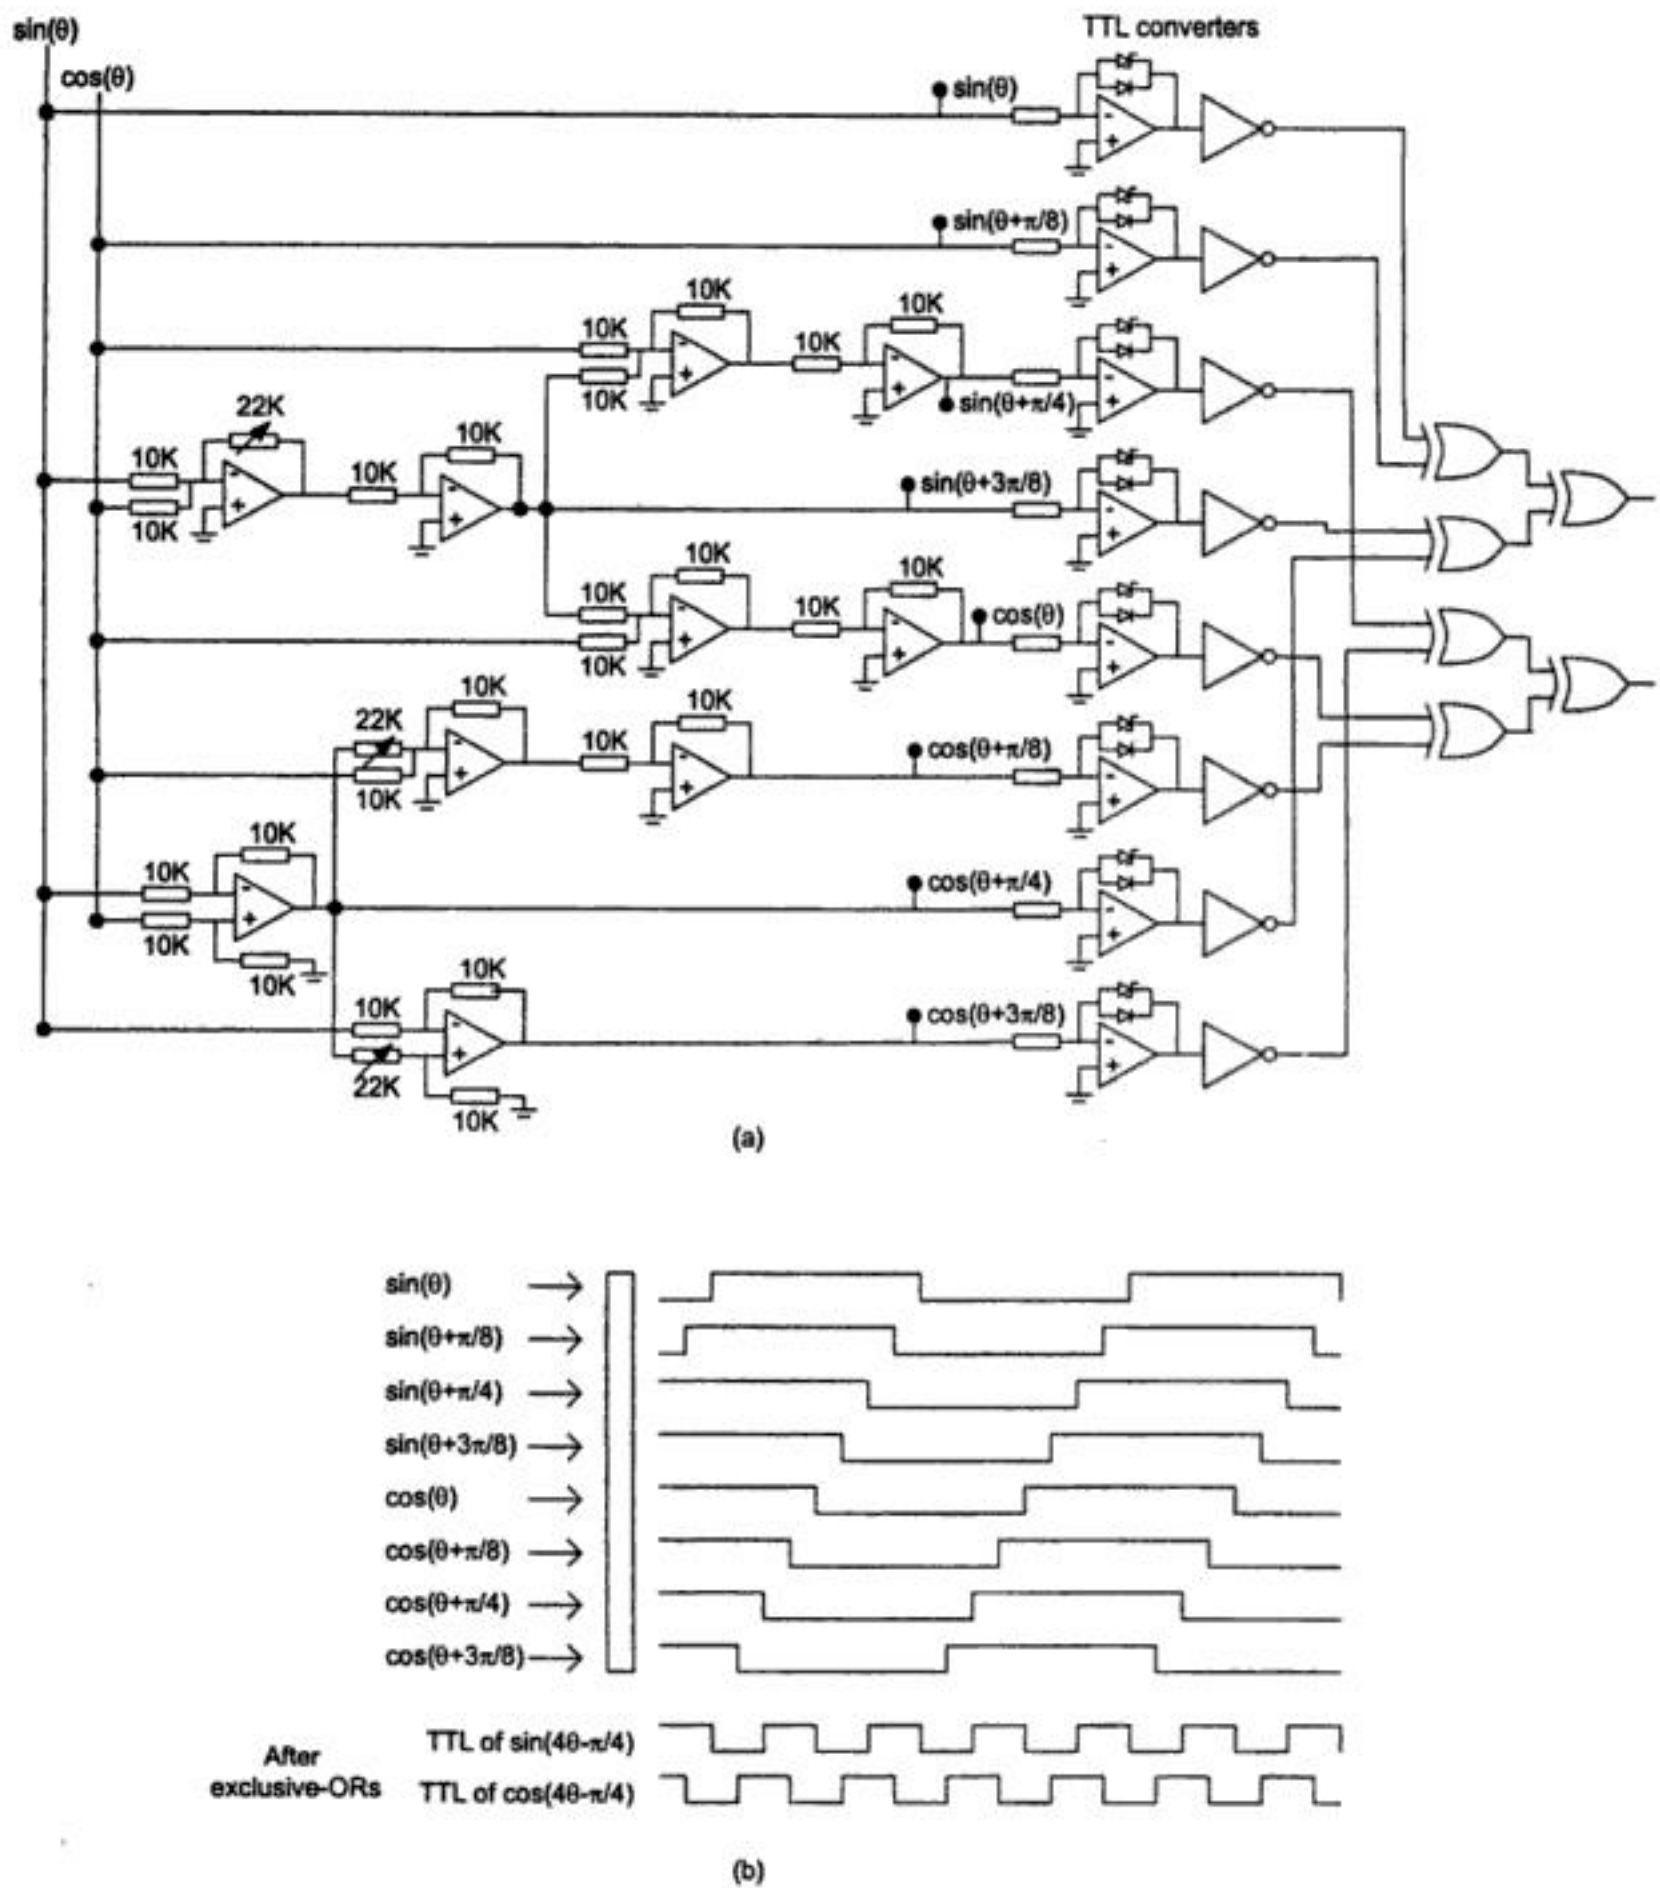 sin(θ)
TTL converters
cos(θ)
sin(θ)
sin(θ+π/8)
10K
10K
10K
10K
10K
sin(θ+π/4)
22K
10K
10K
10K
10K
sin(θ+3π/8)
10K
10K
10K
10K
10K
cos(θ)
10K
22K
10K
10K
10K
cos(θ+π/8)
10K
10K
10K
cos(θ+π/4)
10K
10K
10K
10K
cos(θ+3π/8)
22K
10K
(a)
sin(θ)
sin(θ+π/8)
sin(θ+π/4)
sin(θ+3π/8)
cos(θ)
cos(θ+π/8)
cos(θ+π/4)
cos(θ+3π/8)
After exclusive-ORs
TTL of sin(4θ-π/4)
TTL of cos(4θ-π/4)
(b)